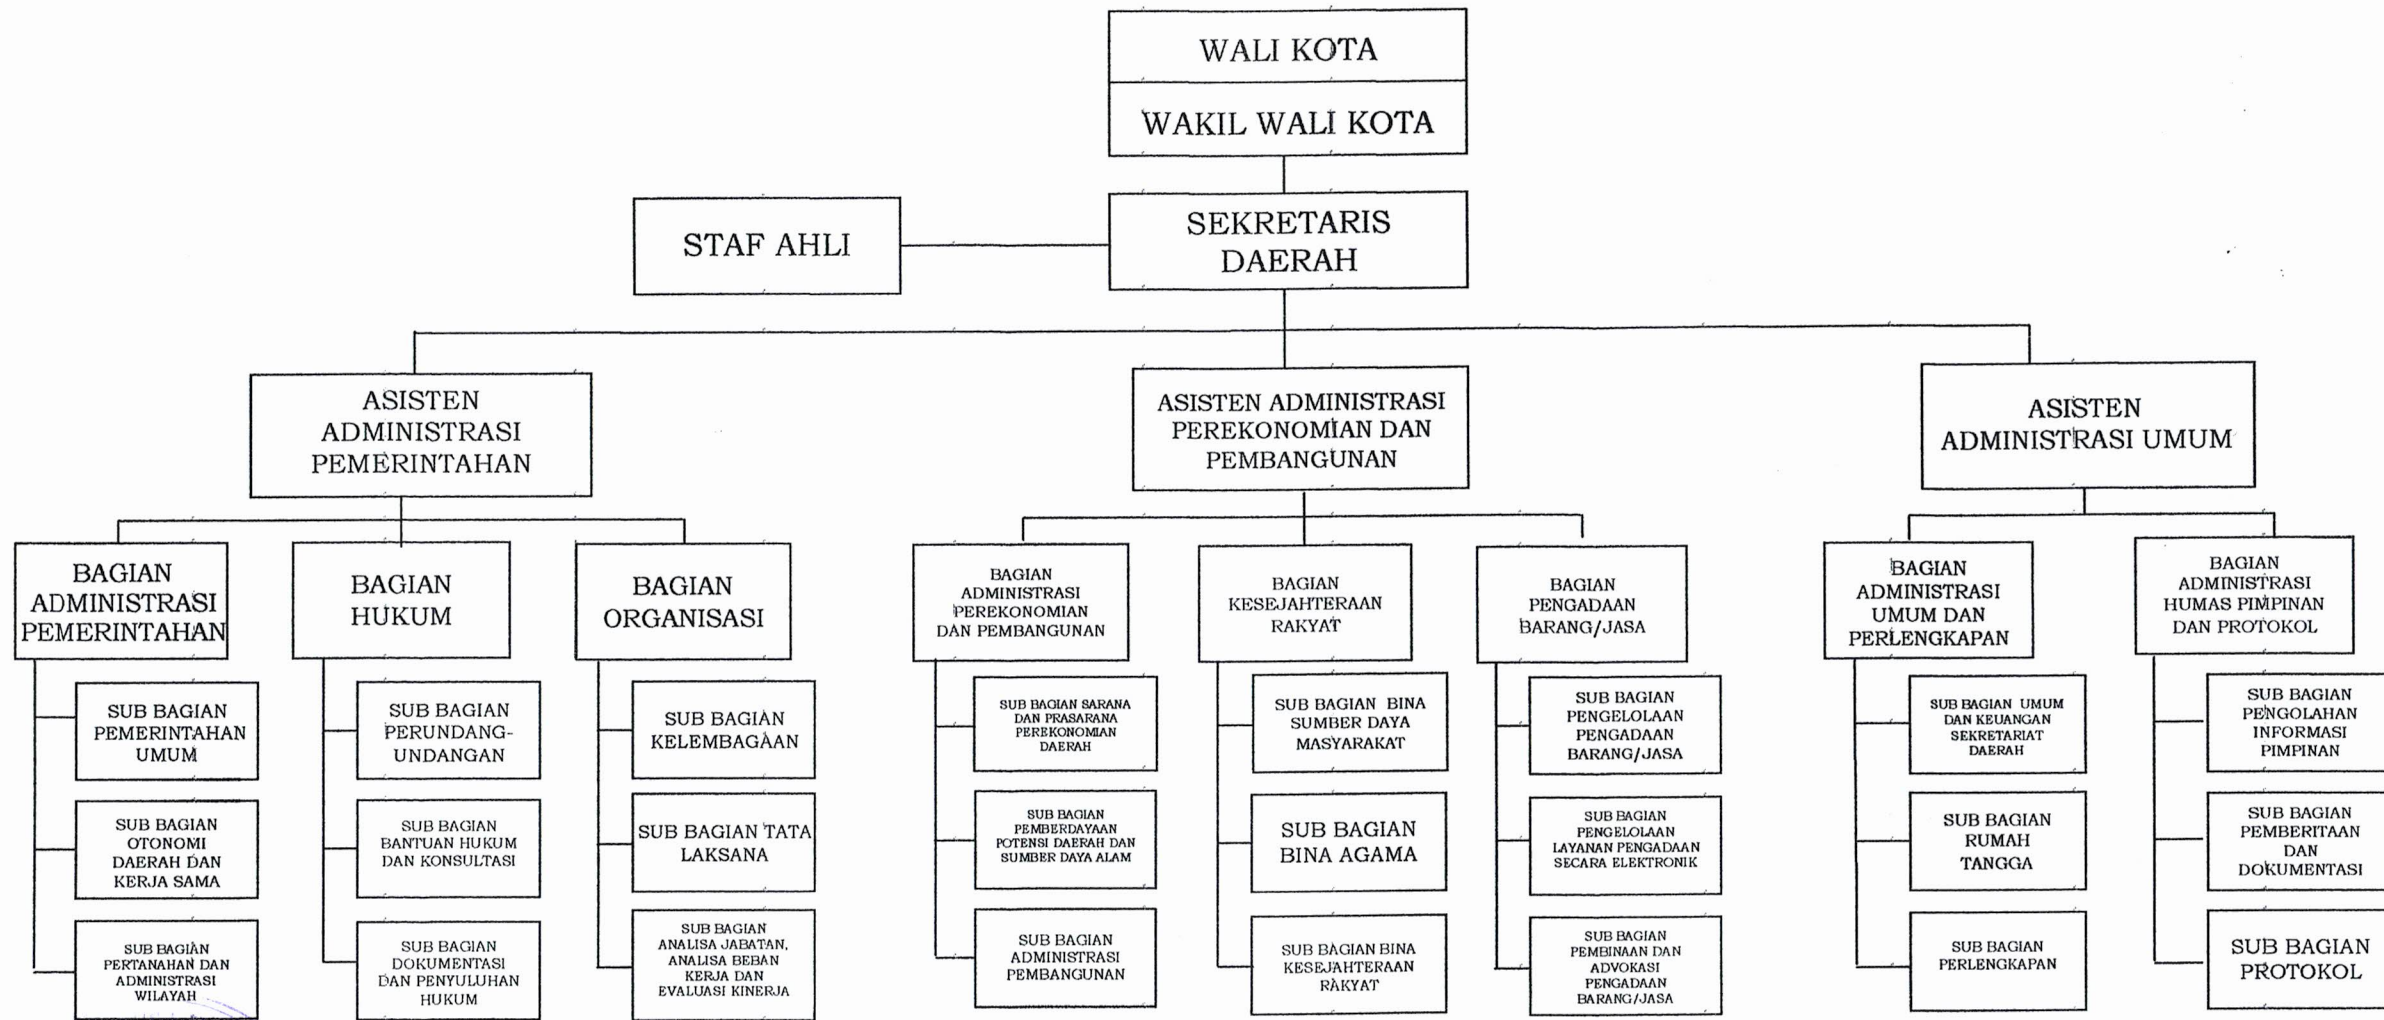 WALI KOTA
WAKIL WALI KOTA
STAF AHLI
SEKRETARIS
DAERAH
ASISTEN
ADMINISTRASI
PEMERINTAHAN
ASISTEN ADMINISTRASI
PEREKONOMIAN DAN
PEMBANGUNAN
ASISTEN
ADMINISTRASI UMUM
BAGIAN
ADMINISTRASI
PEMERINTAHAN
BAGIAN
HUKUM
BAGIAN
ORGANISASI
BAGIAN
ADMINISTRASI
PEREKONOMIAN
DAN PEMBANGUNAN
BAGIAN
KESEJAHTERAAN
RAKYAT
BAGIAN
PENGADAAN
BARANG/JASA
BAGIAN
ADMINISTRASI
UMUM DAN
PERLENGKAPAN
BAGIAN
ADMINISTRASI
HUMAS PIMPINAN
DAN PROTOKOL
SUB BAGIAN
PEMERINTAHAN
UMUM
SUB BAGIAN
PERUNDANG-
UNDANGAN
SUB BAGIAN
KELEMBAGAAN
SUB BAGIAN SARANA
DAN PRASARANA
PEREKONOMIAN
DAERAH
SUB BAGIAN BINA
SUMBER DAYA
MASYARAKAT
SUB BAGIAN
PENGELOLAAN
PENGADAAN
BARANG/JASA
SUB BAGIAN UMUM
DAN KEUANGAN
SEKRETARIAT
DAERAH
SUB BAGIAN
PENGOLAHAN
INFORMASI
PIMPINAN
SUB BAGIAN
OTONOMI
DAERAH DAN
KERJA SAMA
SUB BAGIAN
BANTUAN HUKUM
DAN KONSULTASI
SUB BAGIAN TATA
LAKSANA
SUB BAGIAN
PEMBERDAYAAN
POTENSI DAERAH DAN
SUMBER DAYA ALAM
SUB BAGIAN
BINA AGAMA
SUB BAGIAN
PENGELOLAAN
LAYANAN PENGADAAN
SECARA ELEKTRONIK
SUB BAGIAN
RUMAH
TANGGA
SUB BAGIAN
PEMBERITAAN
DAN
DOKUMENTASI
SUB BAGIAN
PERTANAHAN DAN
ADMINISTRASI
WILAYAH
SUB BAGIAN
DOKUMENTASI
DAN PENYULUHAN
HUKUM
SUB BAGIAN
ANALISA JABATAN,
ANALISA BEBAN
KERJA DAN
EVALUASI KINERJA
SUB BAGIAN
ADMINISTRASI
PEMBANGUNAN
SUB BAGIAN BINA
KESEJAHTERAAN
RAKYAT
SUB BAGIAN
PEMBINAAN DAN
ADVOKASI
PENGADAAN
BARANG/JASA
SUB BAGIAN
PERLENGKAPAN
SUB BAGIAN
PROTOKOL